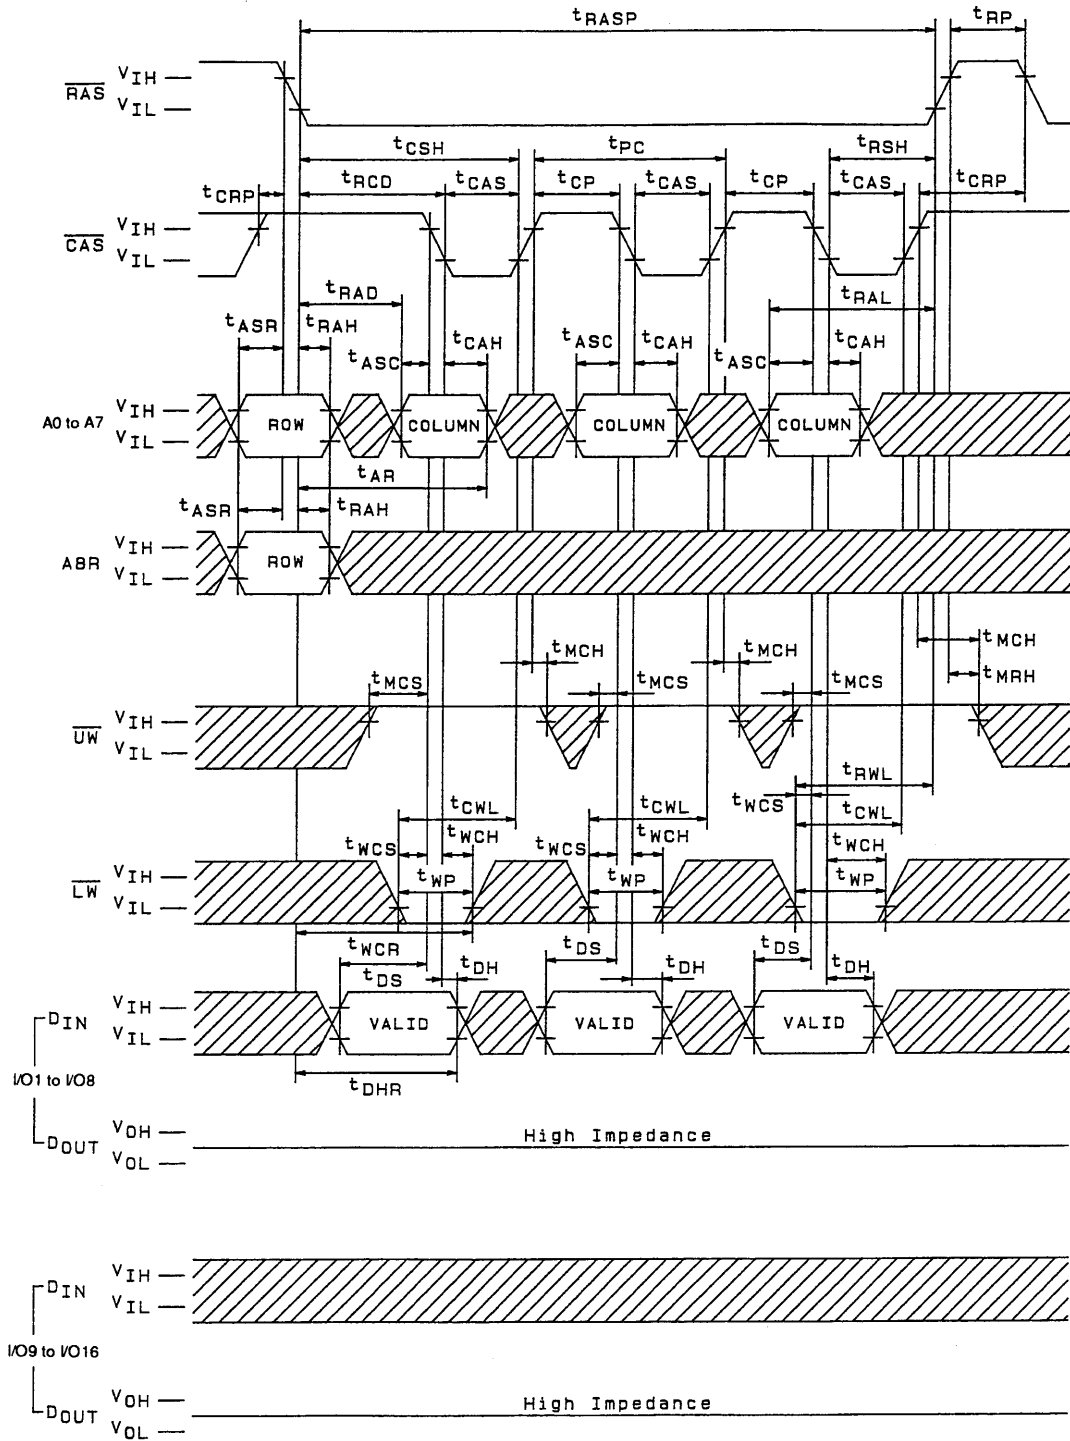 tRASP tRP
RAS VIH
VIL
tCSH tPC tRSH
tCRP tRCD tCAS tCP tCAS tCP tCAS tCRP
CAS VIH
VIL
tRAD tRAL
tASR tRAH tASC tCAH tASC tCAH tASC tCAH
A0 to A7 VIH
VIL
ROW COLUMN COLUMN COLUMN
tAR
tASR tRAH
A8R VIH
VIL
ROW
tMCH tMCH tMCH
tMCS tMCS tMCS tMRH
UW VIH
VIL
tRWL
tCWL tCWL tWCS tCWL
tWCS tWCH tWCS tWCH tWCH
tWP tWP tWP
LW VIH
VIL
tWCR
tDS tDH tDS tDH tDS tDH
DIN VIH
VIL
VALID VALID VALID
I/O1 to I/O8
tDHR
DOUT VOH
VOL
High Impedance
DIN VIH
VIL
I/O9 to I/O16
DOUT VOH
VOL
High Impedance